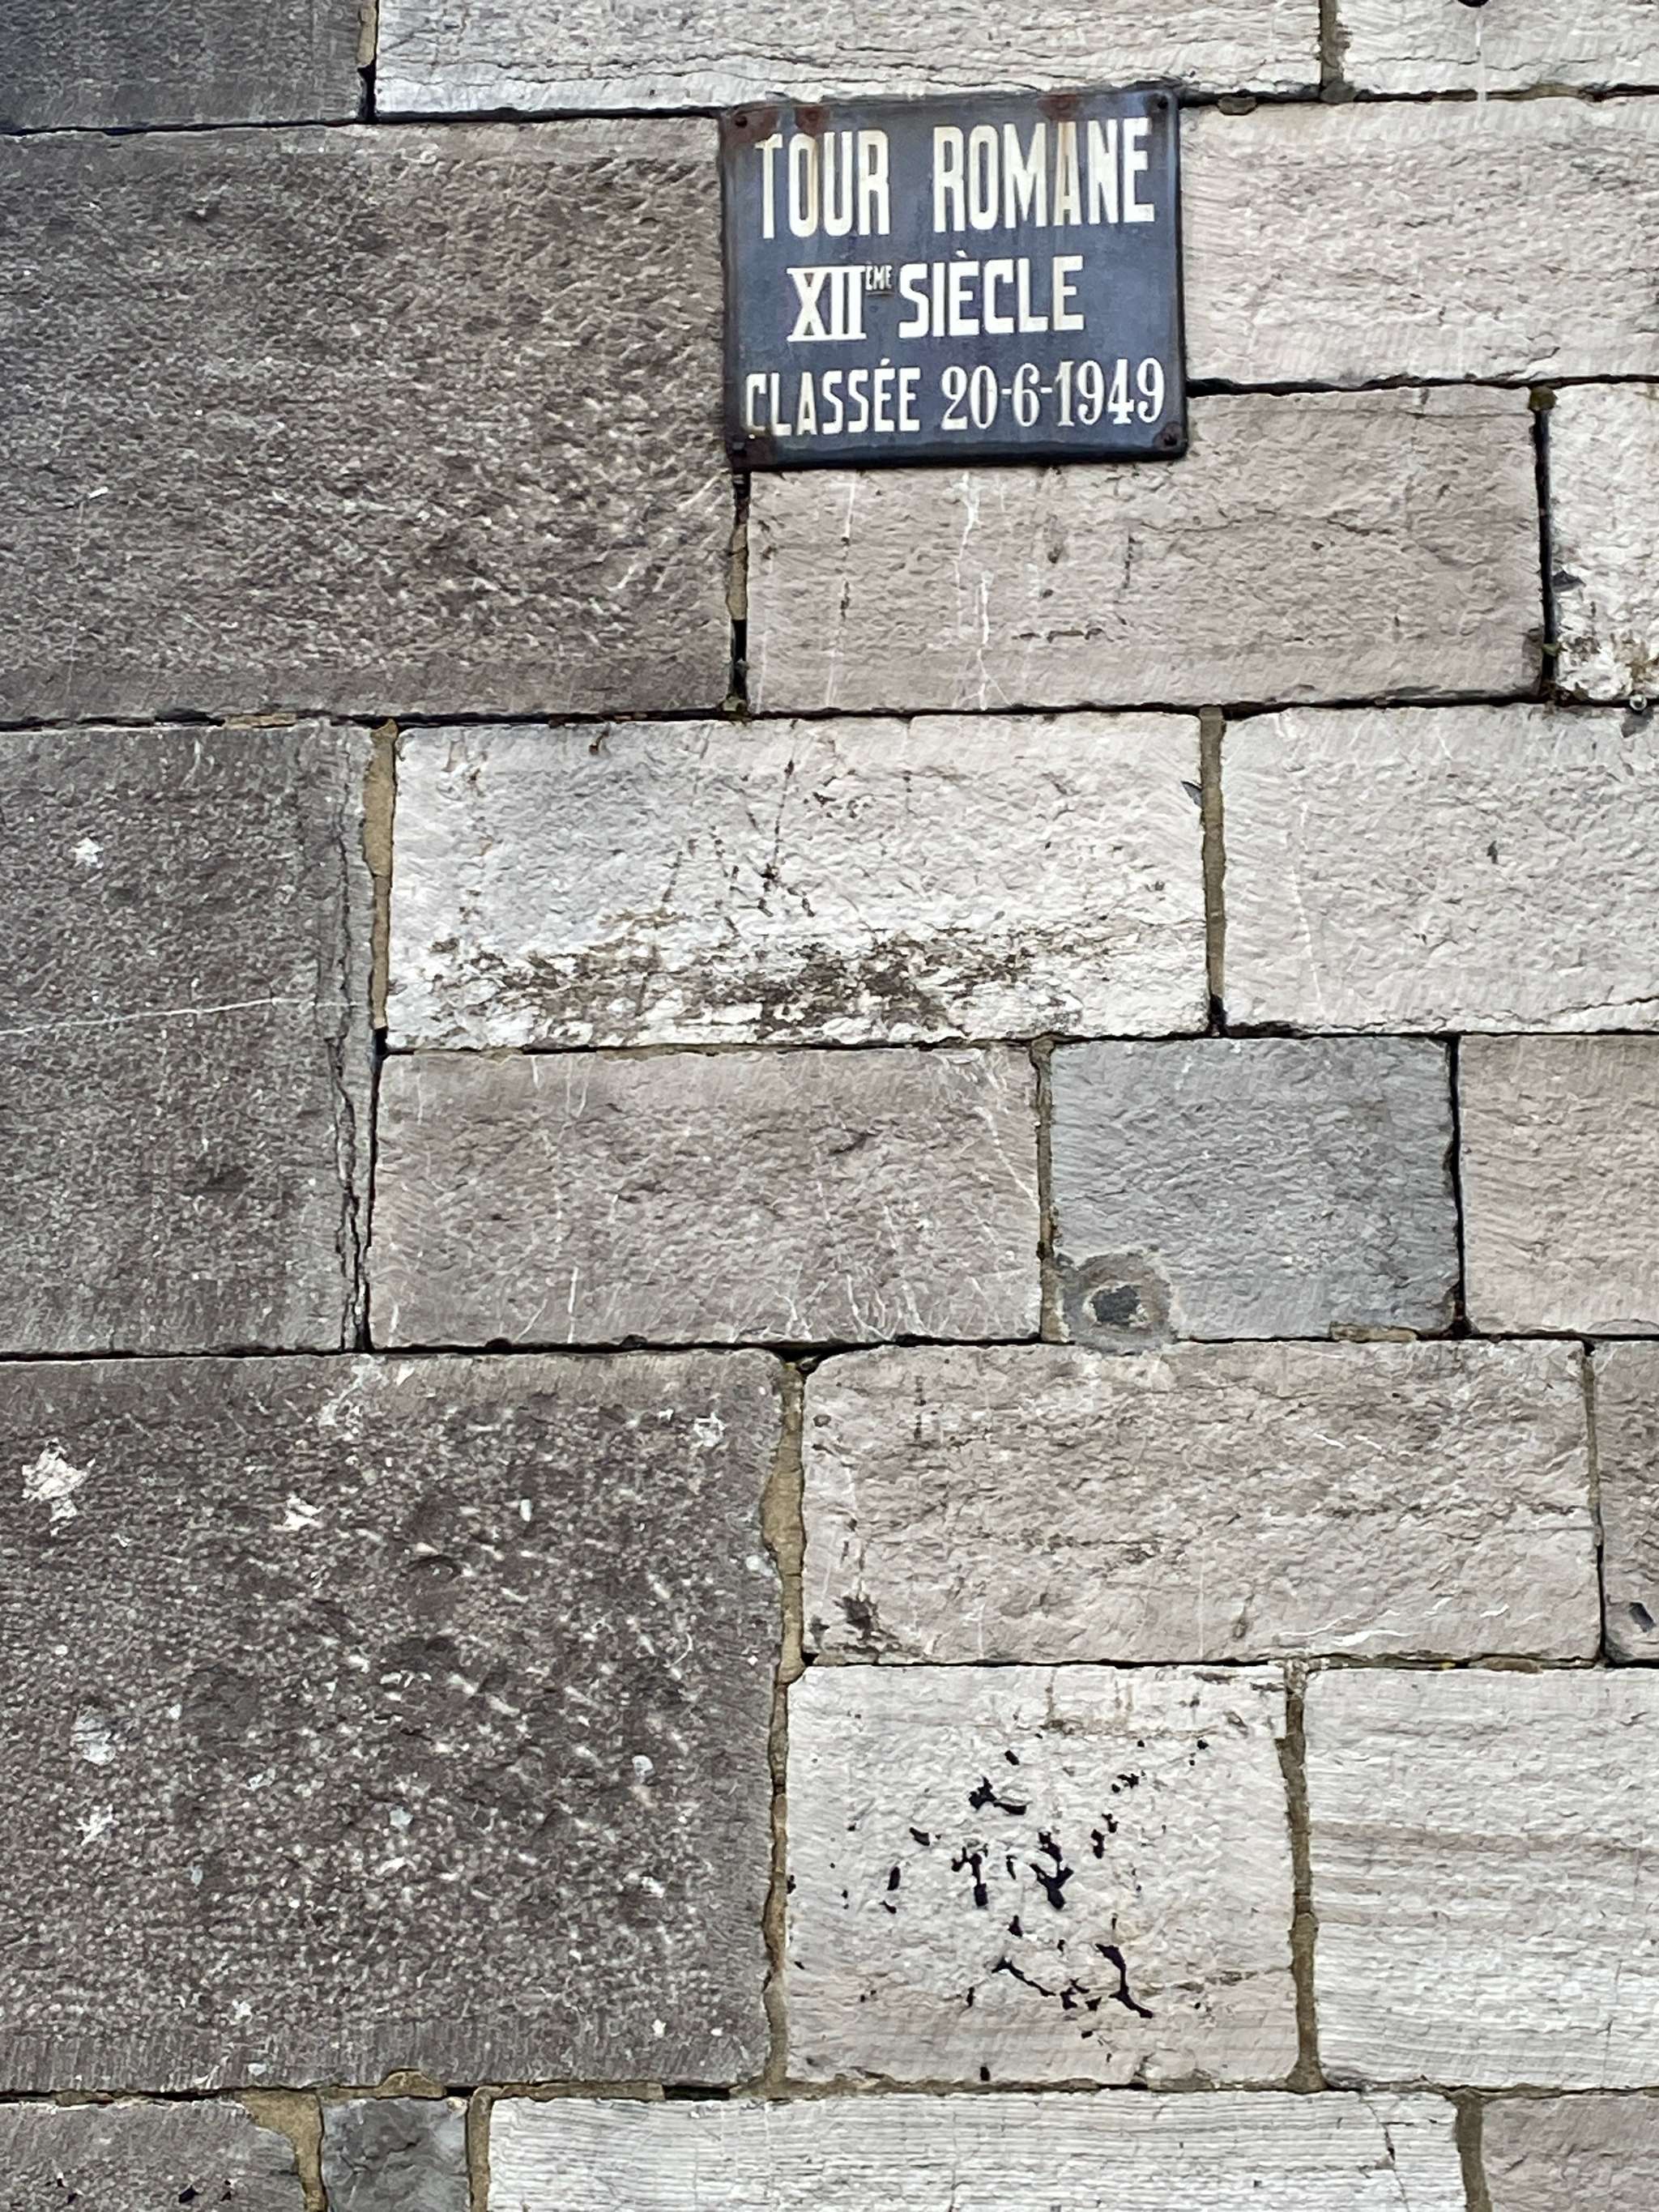 TOUR ROMANE
XIIÈME SIÈCLE
CLASSÉE 20-6-1949